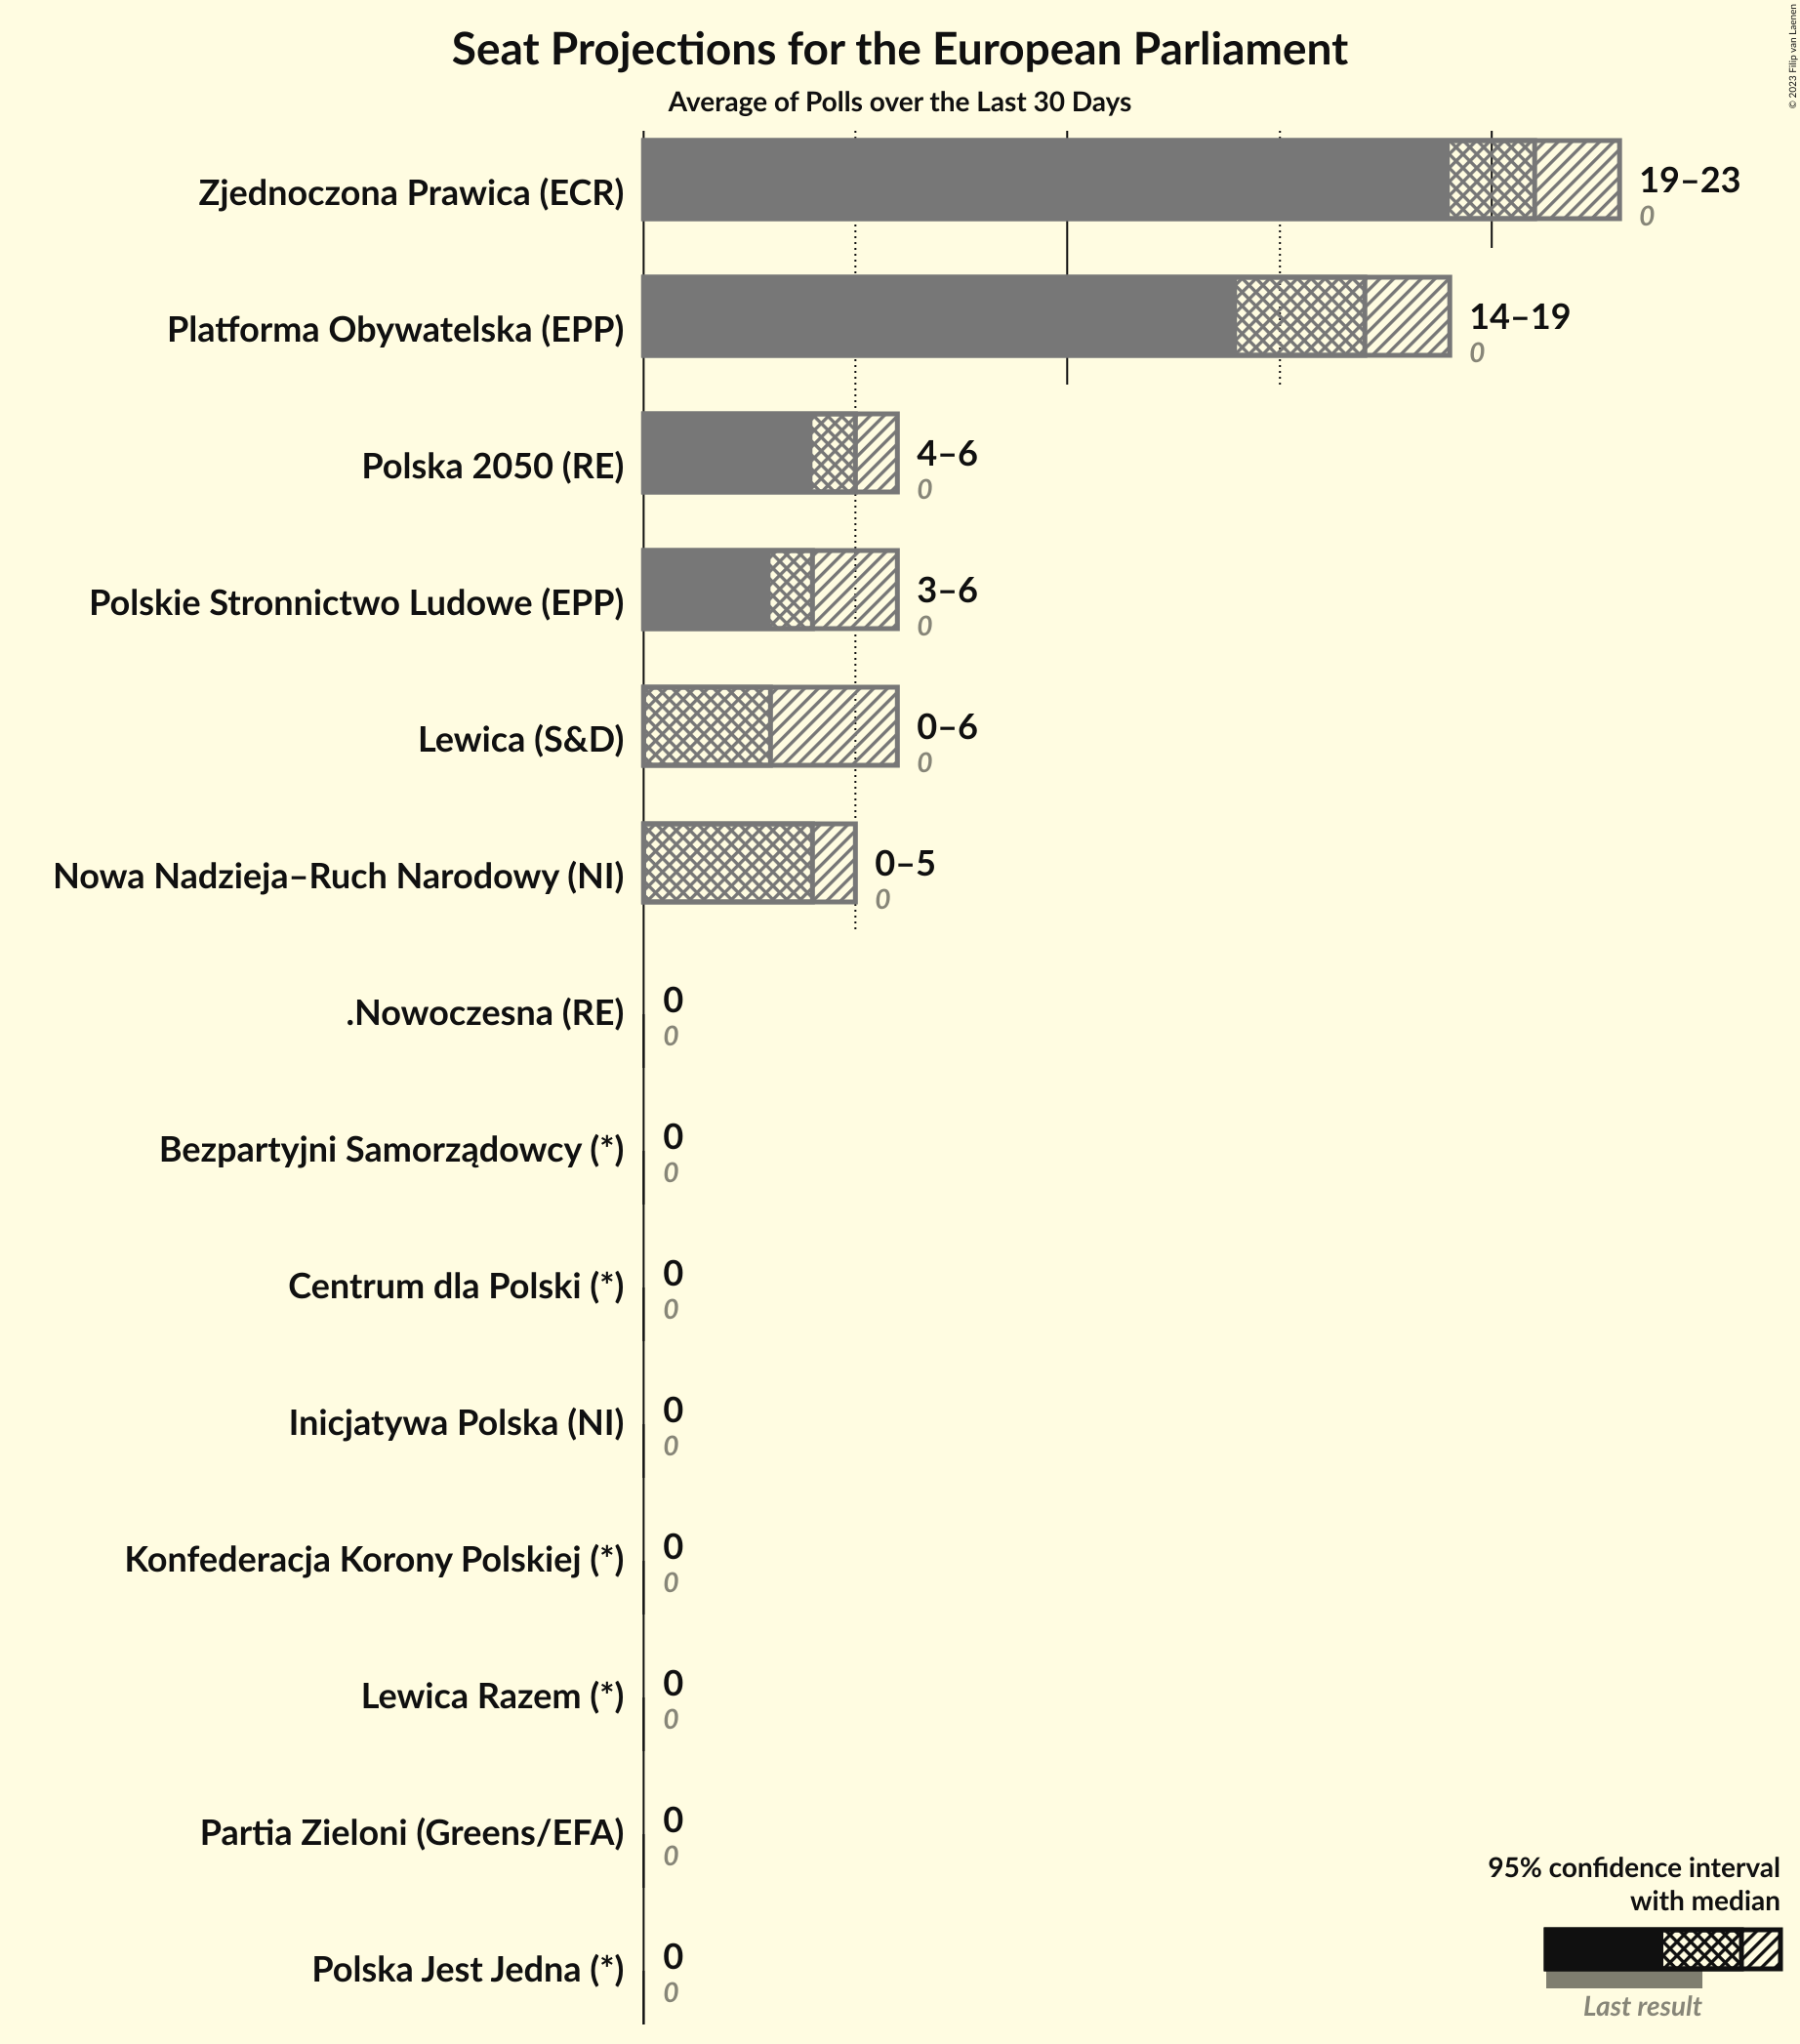 Seat Projections for the European Parliament
Average of Polls over the Last 30 Days
© 2023 Filip van Laenen
Zjednoczona Prawica (ECR)
19–23
0
Platforma Obywatelska (EPP)
14–19
0
Polska 2050 (RE)
4–6
0
Polskie Stronnictwo Ludowe (EPP)
3–6
0
Lewica (S&D)
0–6
0
Nowa Nadzieja–Ruch Narodowy (NI)
0–5
0
.Nowoczesna (RE)
0
0
Bezpartyjni Samorządowcy (*)
0
0
Centrum dla Polski (*)
0
0
Inicjatywa Polska (NI)
0
0
Konfederacja Korony Polskiej (*)
0
0
Lewica Razem (*)
0
0
Partia Zieloni (Greens/EFA)
0
0
Polska Jest Jedna (*)
0
0
95% confidence interval
with median
Last result